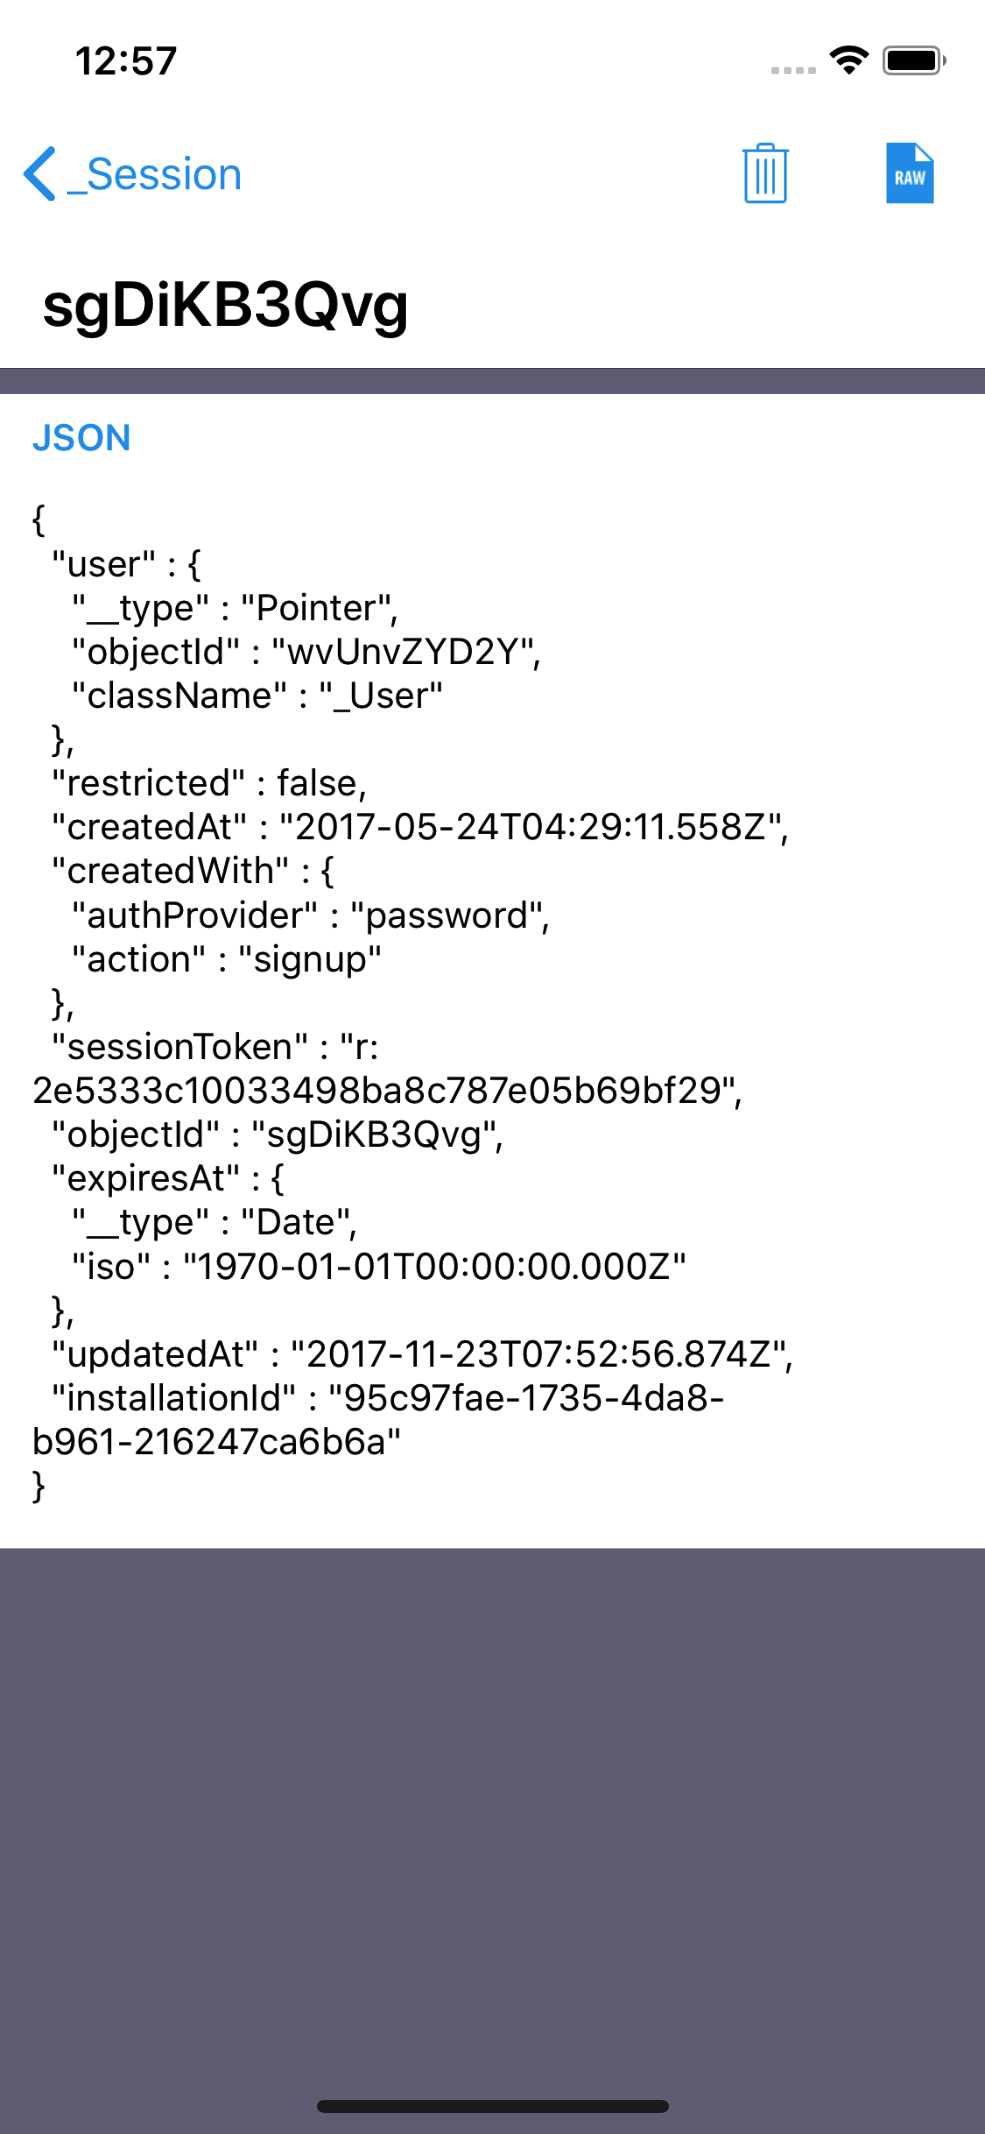 12:57
_Session
RAW
sgDiKB3Qvg
JSON
{
"user" : {
"__type" : "Pointer",
"objectId" : "wvUnvZYD2Y",
"className" : "_User"
},
"restricted" : false,
"createdAt" : "2017-05-24T04:29:11.558Z",
"createdWith" : {
"authProvider" : "password",
"action" : "signup"
},
"sessionToken" : "r:
2e5333c10033498ba8c787e05b69bf29",
"objectId" : "sgDiKB3Qvg",
"expiresAt" : {
"__type" : "Date",
"iso" : "1970-01-01T00:00:00.000Z"
},
"updatedAt" : "2017-11-23T07:52:56.874Z",
"installationId" : "95c97fae-1735-4da8-
b961-216247ca6b6a"
}